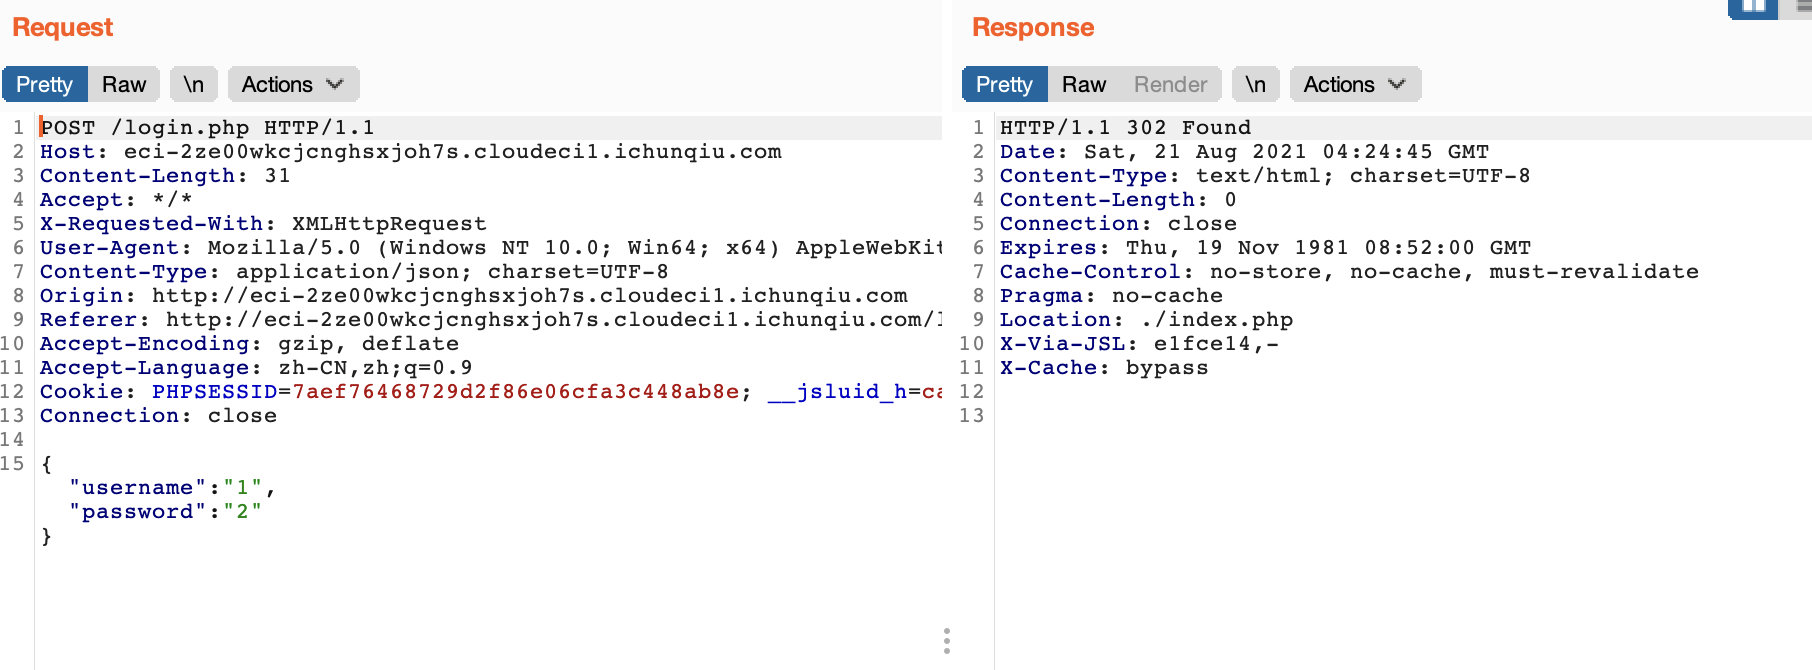 Request
Pretty Raw \n Actions
1 POST /login.php HTTP/1.1
2 Host: eci-2ze00wkcjcnghsxjoh7s.cloudeci1.ichunqiu.com
3 Content-Length: 31
4 Accept: */*
5 X-Requested-With: XMLHttpRequest
6 User-Agent: Mozilla/5.0 (Windows NT 10.0; Win64; x64) AppleWebKit
7 Content-Type: application/json; charset=UTF-8
8 Origin: http://eci-2ze00wkcjcnghsxjoh7s.cloudeci1.ichunqiu.com
9 Referer: http://eci-2ze00wkcjcnghsxjoh7s.cloudeci1.ichunqiu.com/l
10 Accept-Encoding: gzip, deflate
11 Accept-Language: zh-CN,zh;q=0.9
12 Cookie: PHPSESSID=7aef76468729d2f86e06cfa3c448ab8e; __jsluid_h=ca
13 Connection: close
14
15 {
"username":"1",
"password":"2"
}
Response
Pretty Raw Render \n Actions
1 HTTP/1.1 302 Found
2 Date: Sat, 21 Aug 2021 04:24:45 GMT
3 Content-Type: text/html; charset=UTF-8
4 Content-Length: 0
5 Connection: close
6 Expires: Thu, 19 Nov 1981 08:52:00 GMT
7 Cache-Control: no-store, no-cache, must-revalidate
8 Pragma: no-cache
9 Location: ./index.php
10 X-Via-JSL: e1fce14,-
11 X-Cache: bypass
12
13